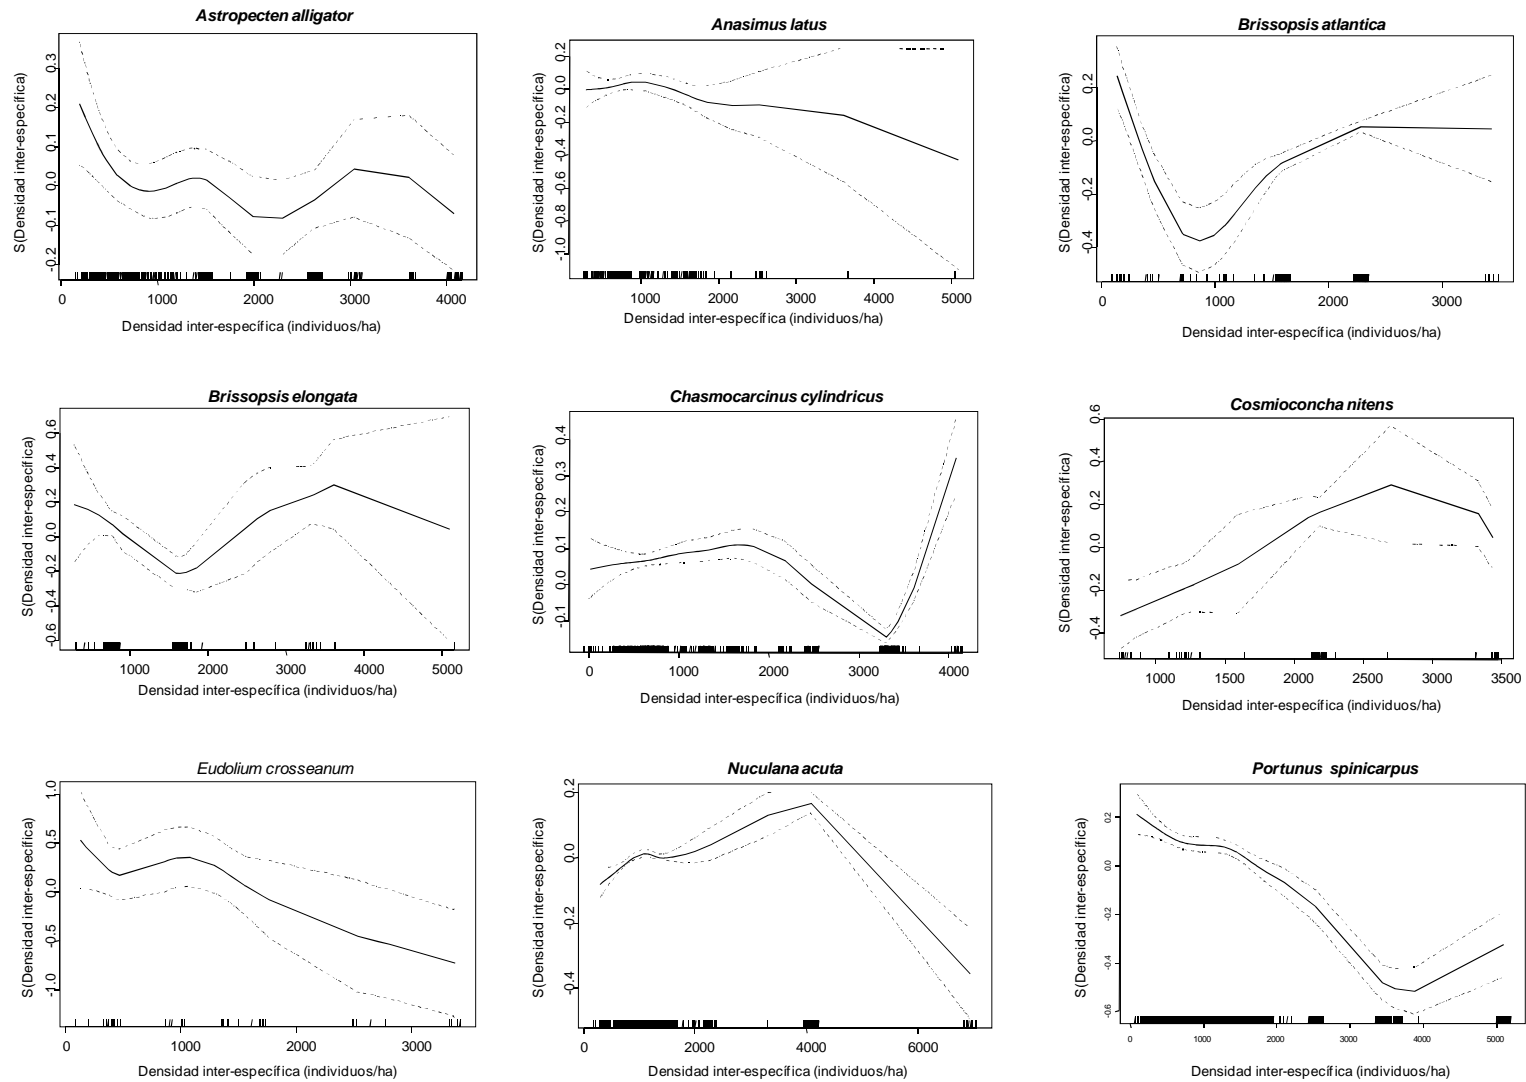 Astropecten alligator
S(Densidad inter-específica)
0.3
0.2
0.1
0.0
-0.1
-0.2
0 1000 2000 3000 4000
Densidad inter-específica (individuos/ha)
Anasimus latus
S(Densidad inter-específica)
0.2
0.0
-0.2
-0.4
-0.6
-0.8
-1.0
1000 2000 3000 4000 5000
Densidad inter-específica (individuos/ha)
Brissopsis atlantica
S(Densidad inter-específica)
0.2
0.0
-0.2
-0.4
0 1000 2000 3000
Densidad inter-específica (individuos/ha)
Brissopsis elongata
S(Densidad inter-específica)
0.6
0.4
0.2
0.0
-0.2
-0.4
-0.6
1000 2000 3000 4000 5000
Densidad inter-específica (individuos/ha)
Chasmocarcinus cylindricus
S(Densidad inter-específica)
0.4
0.3
0.2
0.1
0.0
-0.1
0 1000 2000 3000 4000
Densidad inter-específica (individuos/ha)
Cosmioconcha nitens
S(Densidad inter-específica)
0.6
0.4
0.2
0.0
-0.2
-0.4
1000 1500 2000 2500 3000 3500
Densidad inter-específica (individuos/ha)
Eudolium crosseanum
S(Densidad inter-específica)
1.0
0.5
0.0
-0.5
-1.0
0 1000 2000 3000
Densidad inter-específica (individuos/ha)
Nuculana acuta
S(Densidad inter-específica)
0.2
0.0
-0.2
-0.4
0 2000 4000 6000
Densidad inter-específica (individuos/ha)
Portunus spinicarpus
S(Densidad inter-específica)
0.2
0.0
-0.2
-0.4
-0.6
0 1000 2000 3000 4000 5000
Densidad inter-específica (individuos/ha)